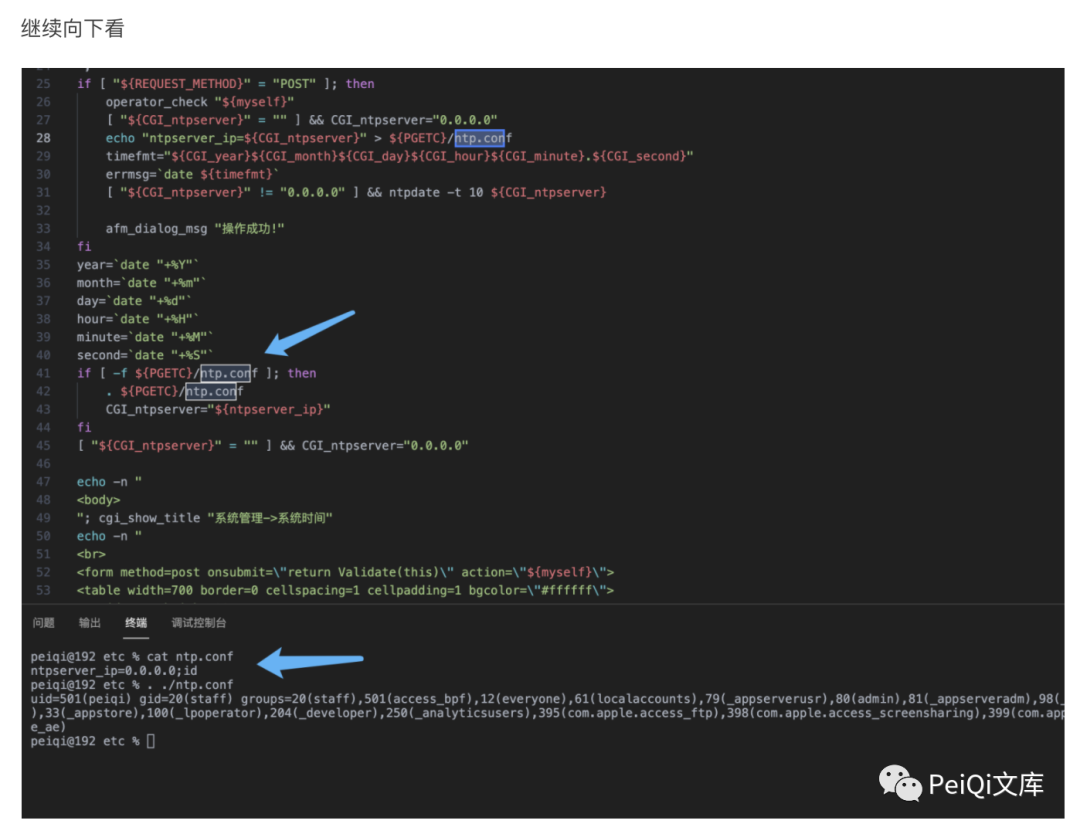 继续向下看
25 if [ "${REQUEST_METHOD}" = "POST" ]; then
26 operator_check "${myself}"
27 [ "${CGI_ntpserver}" = "" ] && CGI_ntpserver="0.0.0.0"
28 echo "ntpserver_ip=${CGI_ntpserver}" > ${PGETC}/ntp.conf
29 timefmt="${CGI_year}${CGI_month}${CGI_day}${CGI_hour}${CGI_minute}.${CGI_second}"
30 errmsg=`date ${timefmt}`
31 [ "${CGI_ntpserver}" != "0.0.0.0" ] && ntpdate -t 10 ${CGI_ntpserver}
32
33 afm_dialog_msg "操作成功!"
34 fi
35 year=`date "+%Y"`
36 month=`date "+%m"`
37 day=`date "+%d"`
38 hour=`date "+%H"`
39 minute=`date "+%M"`
40 second=`date "+%S"`
41 if [ -f ${PGETC}/ntp.conf ]; then
42 . ${PGETC}/ntp.conf
43 CGI_ntpserver="${ntpserver_ip}"
44 fi
45 [ "${CGI_ntpserver}" = "" ] && CGI_ntpserver="0.0.0.0"
46
47 echo -n "
48 <body>
49 "; cgi_show_title "系统管理->系统时间"
50 echo -n "
51 <br>
52 <form method=post onsubmit=\"return Validate(this)\" action=\"${myself}\">
53 <table width=700 border=0 cellspacing=1 cellpadding=1 bgcolor=\"#ffffff\">
问题 输出 终端 调试控制台
peiqi@192 etc % cat ntp.conf
ntpserver_ip=0.0.0.0;id
peiqi@192 etc % . ./ntp.conf
uid=501(peiqi) gid=20(staff) groups=20(staff),501(access_bpf),12(everyone),61(localaccounts),79(_appserverusr),80(admin),81(_appserveradm),98(_
),33(_appstore),100(_lpoperator),204(_developer),250(_analyticsusers),395(com.apple.access_ftp),398(com.apple.access_screensharing),399(com.app
e_ae)
peiqi@192 etc %
PeiQi文库